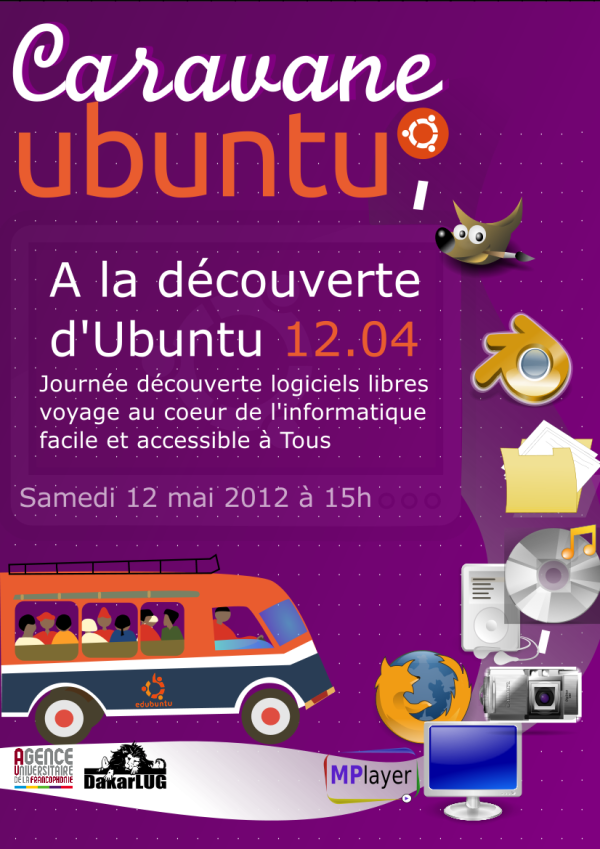 Caravane
ubuntu
A la découverte
d'Ubuntu 12.04
Journée découverte logiciels libres
voyage au coeur de l'informatique
facile et accessible à Tous
Samedi 12 mai 2012 à 15h
edubuntu
AGENCE
UNIVERSITAIRE
DE LA FRANCOPHONIE
DakarLUG
MPlayer